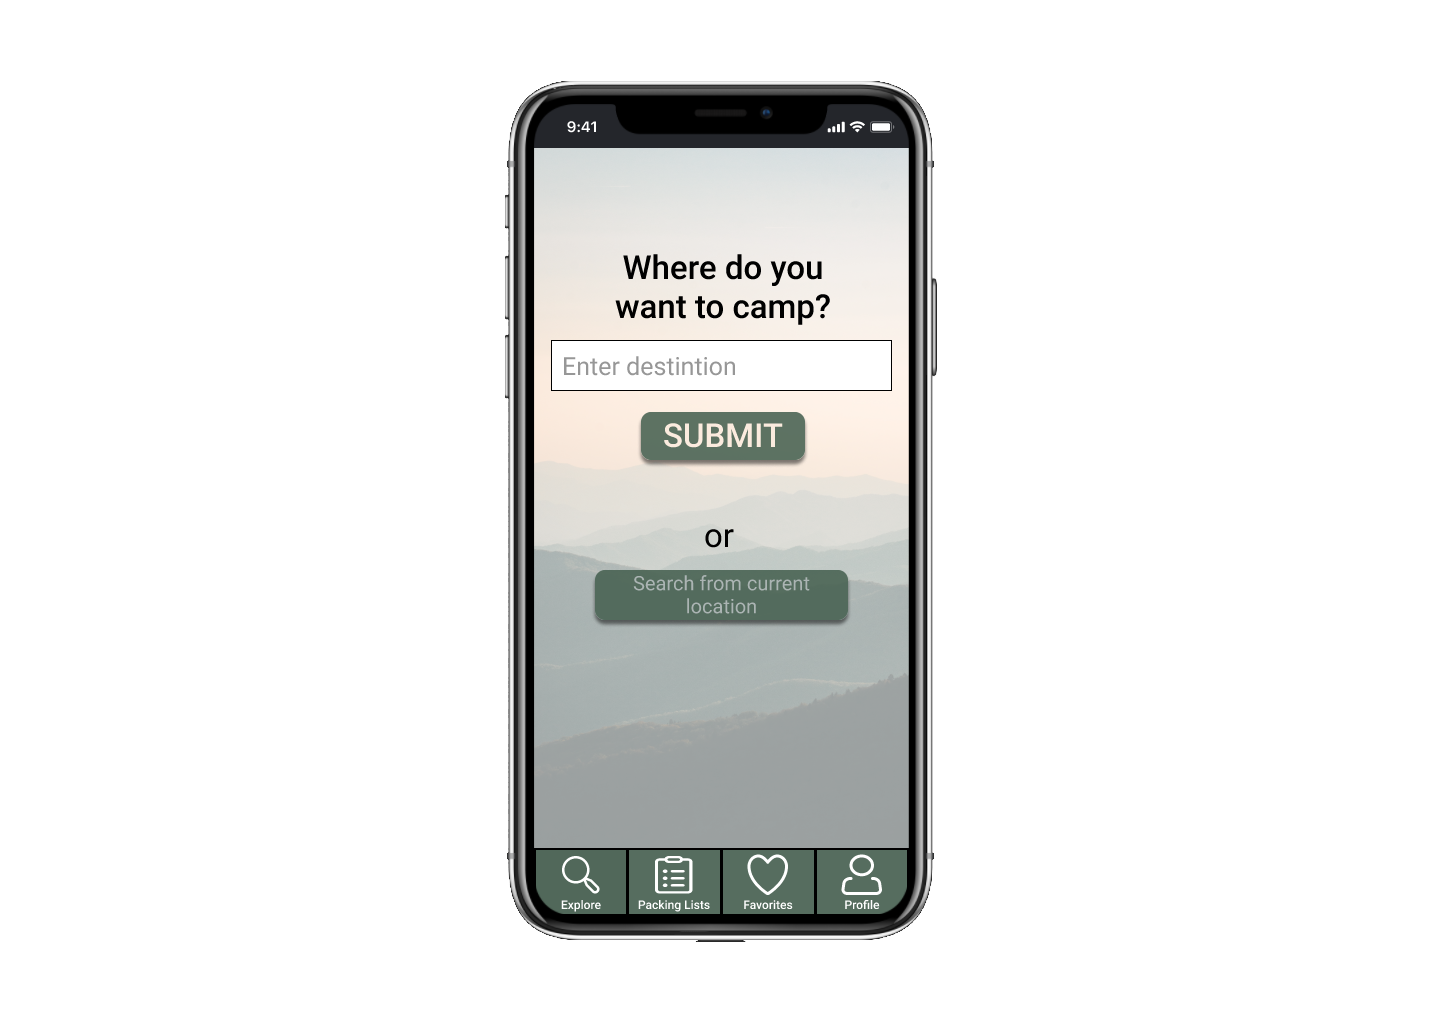 9:41
Where do you
want to camp?
Enter destintion
SUBMIT
or
Search from current
location
Explore
Packing Lists
Favorites
Profile